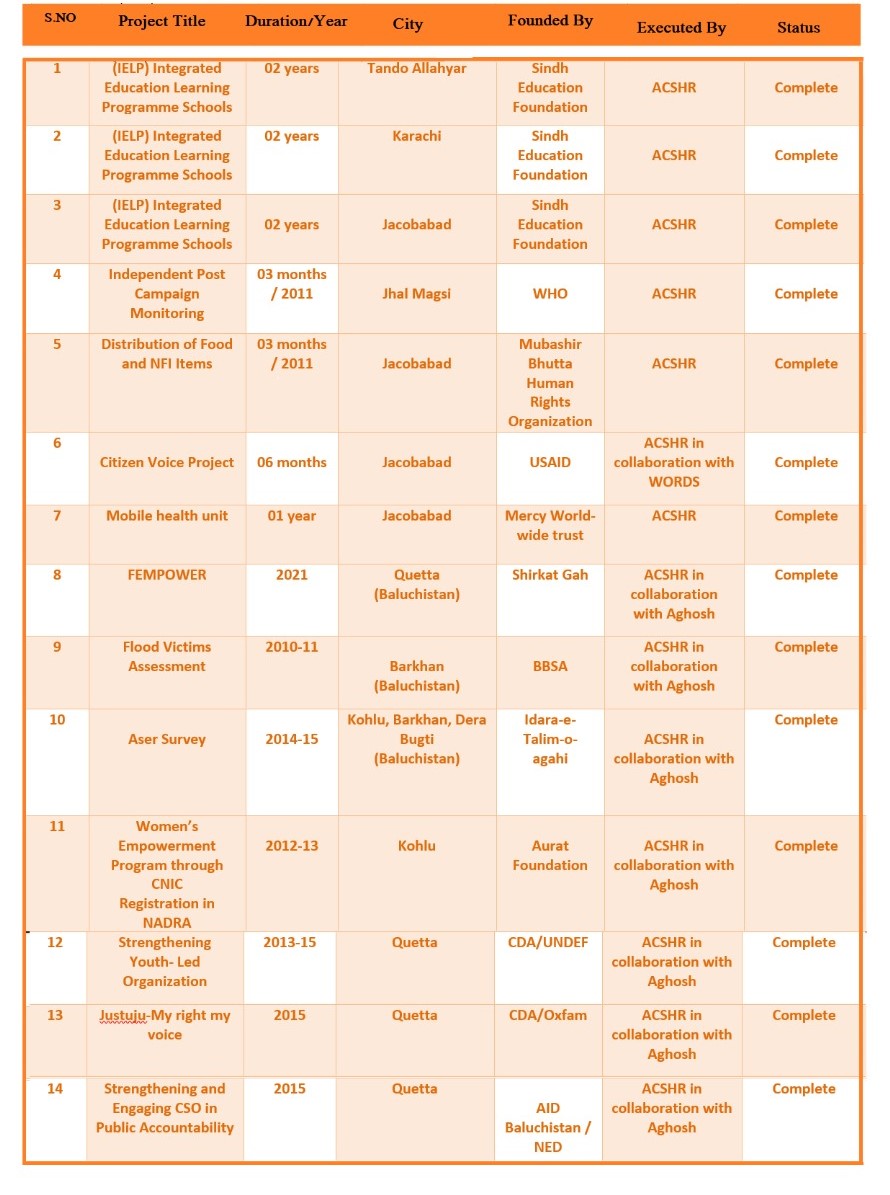 S.NO Project Title Duration/Year City Founded By Executed By Status
1 (IELP) Integrated 02 years Tando Allahyar Sindh
Education Learning Education ACSHR Complete
Programme Schools Foundation
2 (IELP) Integrated 02 years Karachi Sindh
Education Learning Education ACSHR Complete
Programme Schools Foundation
3 (IELP) Integrated Sindh
Education Learning 02 years Jacobabad Education ACSHR Complete
Programme Schools Foundation
4 Independent Post 03 months
Campaign / 2011 Jhal Magsi WHO ACSHR Complete
Monitoring
5 Distribution of Food 03 months Mubashir
and NFI Items / 2011 Jacobabad Bhutta ACSHR Complete
Human
Rights
Organization
6 ACSHR in
Citizen Voice Project 06 months Jacobabad USAID collaboration with Complete
WORDS
7 Mobile health unit 01 year Jacobabad Mercy World- ACSHR Complete
wide trust
8 FEMPOWER 2021 Quetta Shirkat Gah ACSHR in Complete
(Baluchistan) collaboration
with Aghosh
9 Flood Victims 2010-11 ACSHR in Complete
Assessment Barkhan BBSA collaboration
(Baluchistan) with Aghosh
10 Kohlu, Barkhan, Dera Idara-e- Complete
Aser Survey 2014-15 Bugti Talim-o- ACSHR in
(Baluchistan) agahi collaboration with
Aghosh
11 Women’s
Empowerment 2012-13 Kohlu Aurat ACSHR in Complete
Program through Foundation collaboration with
CNIC Aghosh
Registration in
NADRA
12 Strengthening 2013-15 Quetta CDA/UNDEF ACSHR in Complete
Youth- Led collaboration with
Organization Aghosh
13 Justuju-My right my 2015 Quetta CDA/Oxfam ACSHR in Complete
voice collaboration with
Aghosh
14 Strengthening and 2015 Quetta ACSHR in Complete
Engaging CSO in AID collaboration with
Public Accountability Baluchistan / Aghosh
NED